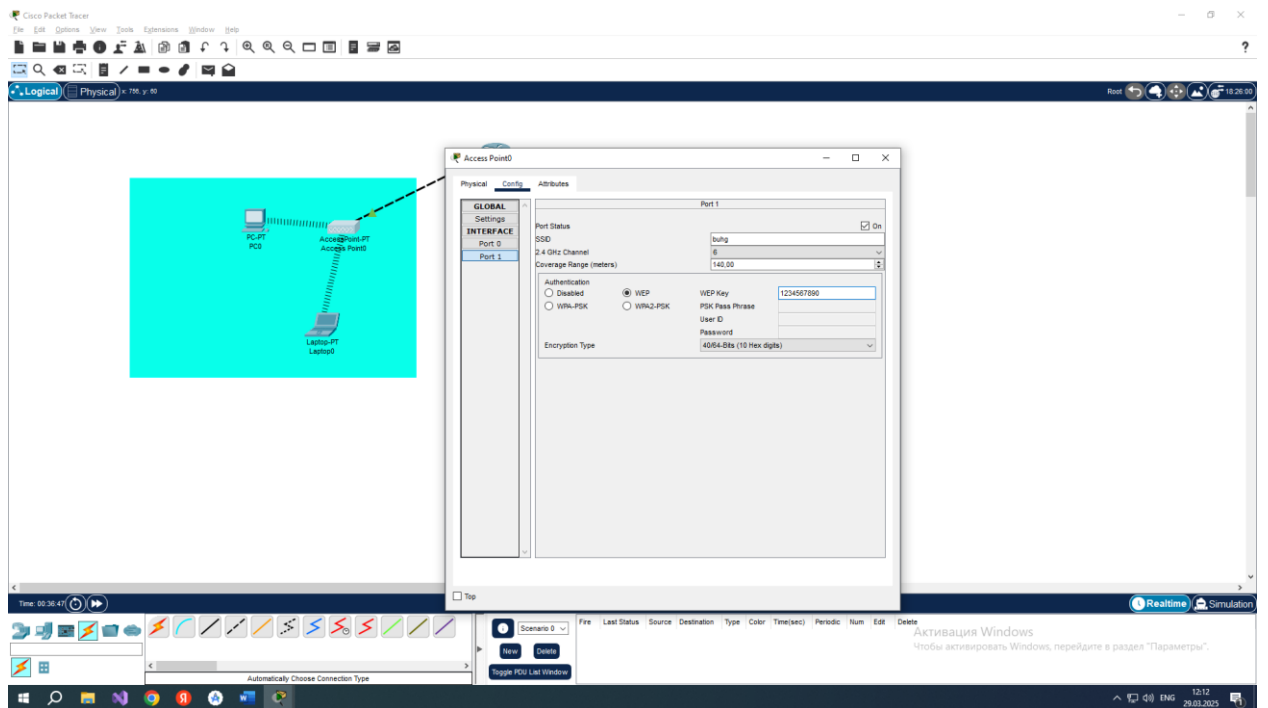 Cisco Packet Tracer
File Edit Options View Tools Extensions Window Help
?
Logical Physical x: 756, y: 60 Root 18:26:00
Access Point0
Physical Config Attributes
GLOBAL
Settings
INTERFACE
Port 0
Port 1
Port 1
Port Status On
SSID buhg
2.4 GHz Channel 6
Coverage Range (meters) 140,00
Authentication
Disabled WEP WEP Key 1234567890
WPA-PSK WPA2-PSK PSK Pass Phrase
User ID
Password
Encryption Type 40/64-Bits (10 Hex digits)
Top
PC-PT
PC0
AccessPoint-PT
Access Point0
Laptop-PT
Laptop0
Time: 00:36:47 Realtime Simulation
Scenario 0
New Delete
Toggle PDU List Window
Fire Last Status Source Destination Type Color Time(sec) Periodic Num Edit Delete
Automatically Choose Connection Type
Активация Windows
Чтобы активировать Windows, перейдите в раздел "Параметры".
ENG 12:12
29.03.2025